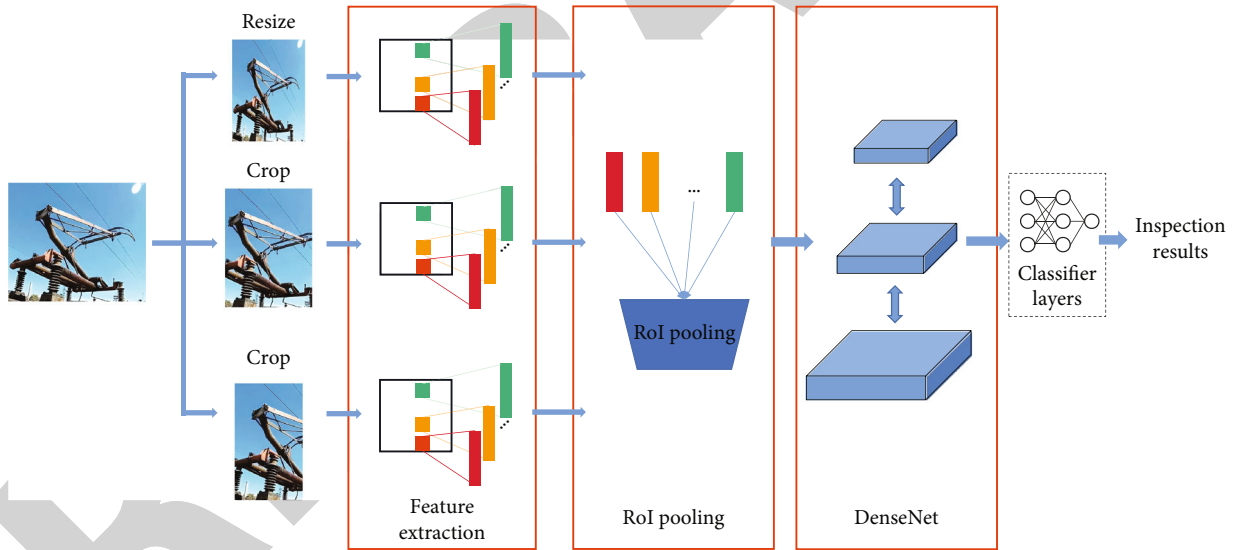 Resize
Crop
Crop
Feature
extraction
...
RoI pooling
RoI pooling
DenseNet
Classifier
layers
Inspection
results